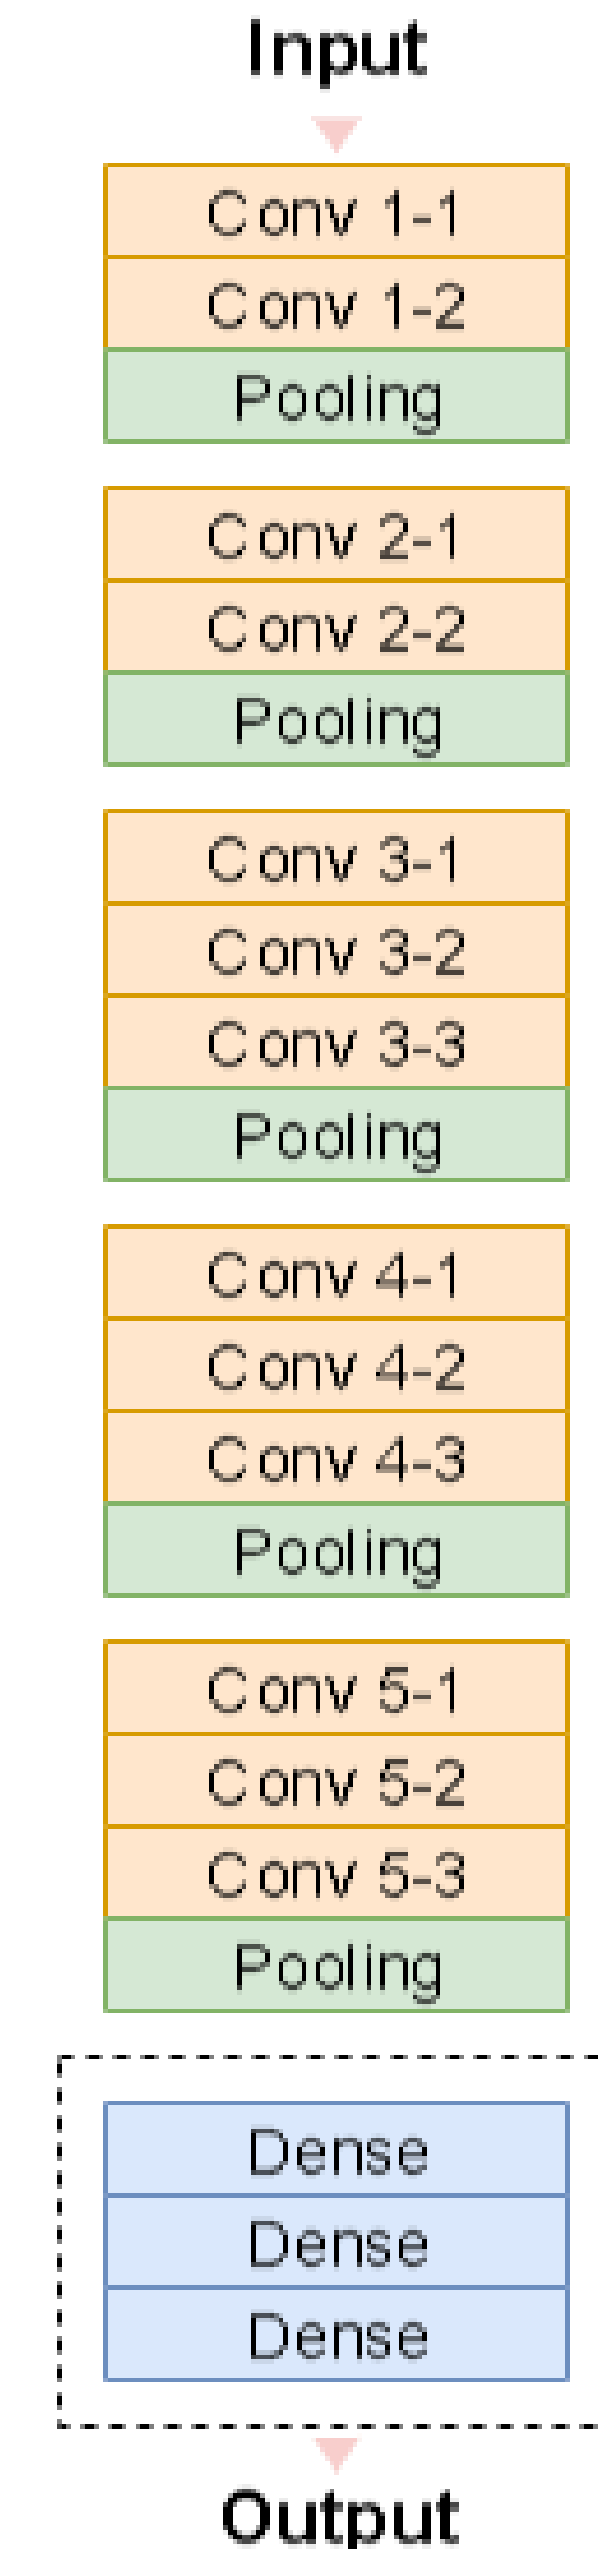 Input
Conv 1-1
Conv 1-2
Pooling
Conv 2-1
Conv 2-2
Pooling
Conv 3-1
Conv 3-2
Conv 3-3
Pooling
Conv 4-1
Conv 4-2
Conv 4-3
Pooling
Conv 5-1
Conv 5-2
Conv 5-3
Pooling
Dense
Dense
Dense
Output